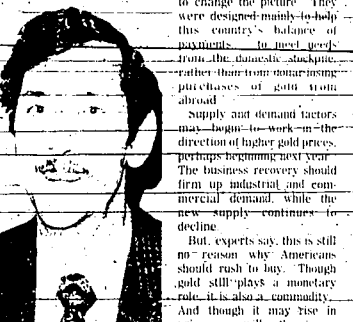 to change the picture They
were designed mainly to help
this country's balance of
payments to meet needs
from the domestic stockpile
rather than from dollar-using
purchases of gold from
abroad
Supply and demand factors
may begin to work in the
direction of higher gold prices,
perhaps beginning next year
The business recovery should
firm up industrial and com-
mercial demand, while the
new supply continues to
decline
But, experts say, this is still
no reason why Americans
should rush to buy. Though
gold still plays a monetary
role, it is also a commodity.
And though it may rise in